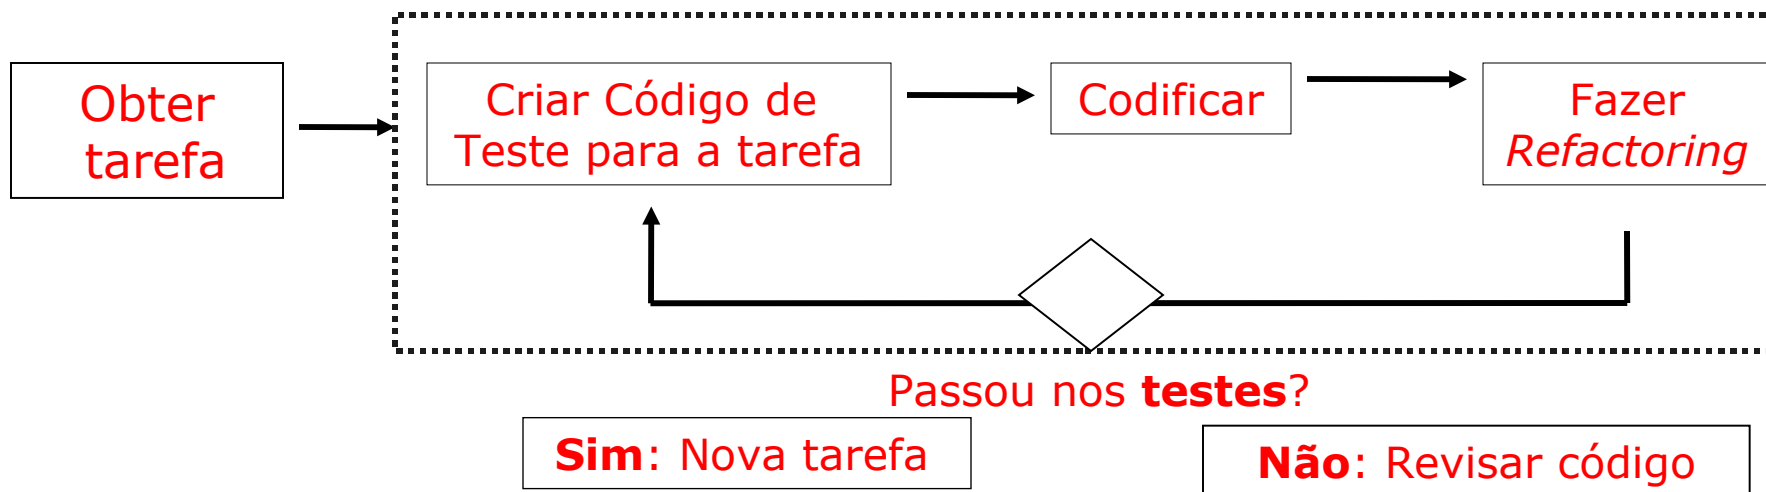 Obter
tarefa
Criar Código de
Teste para a tarefa
Codificar
Fazer
Refactoring
Passou nos testes?
Sim: Nova tarefa
Não: Revisar código